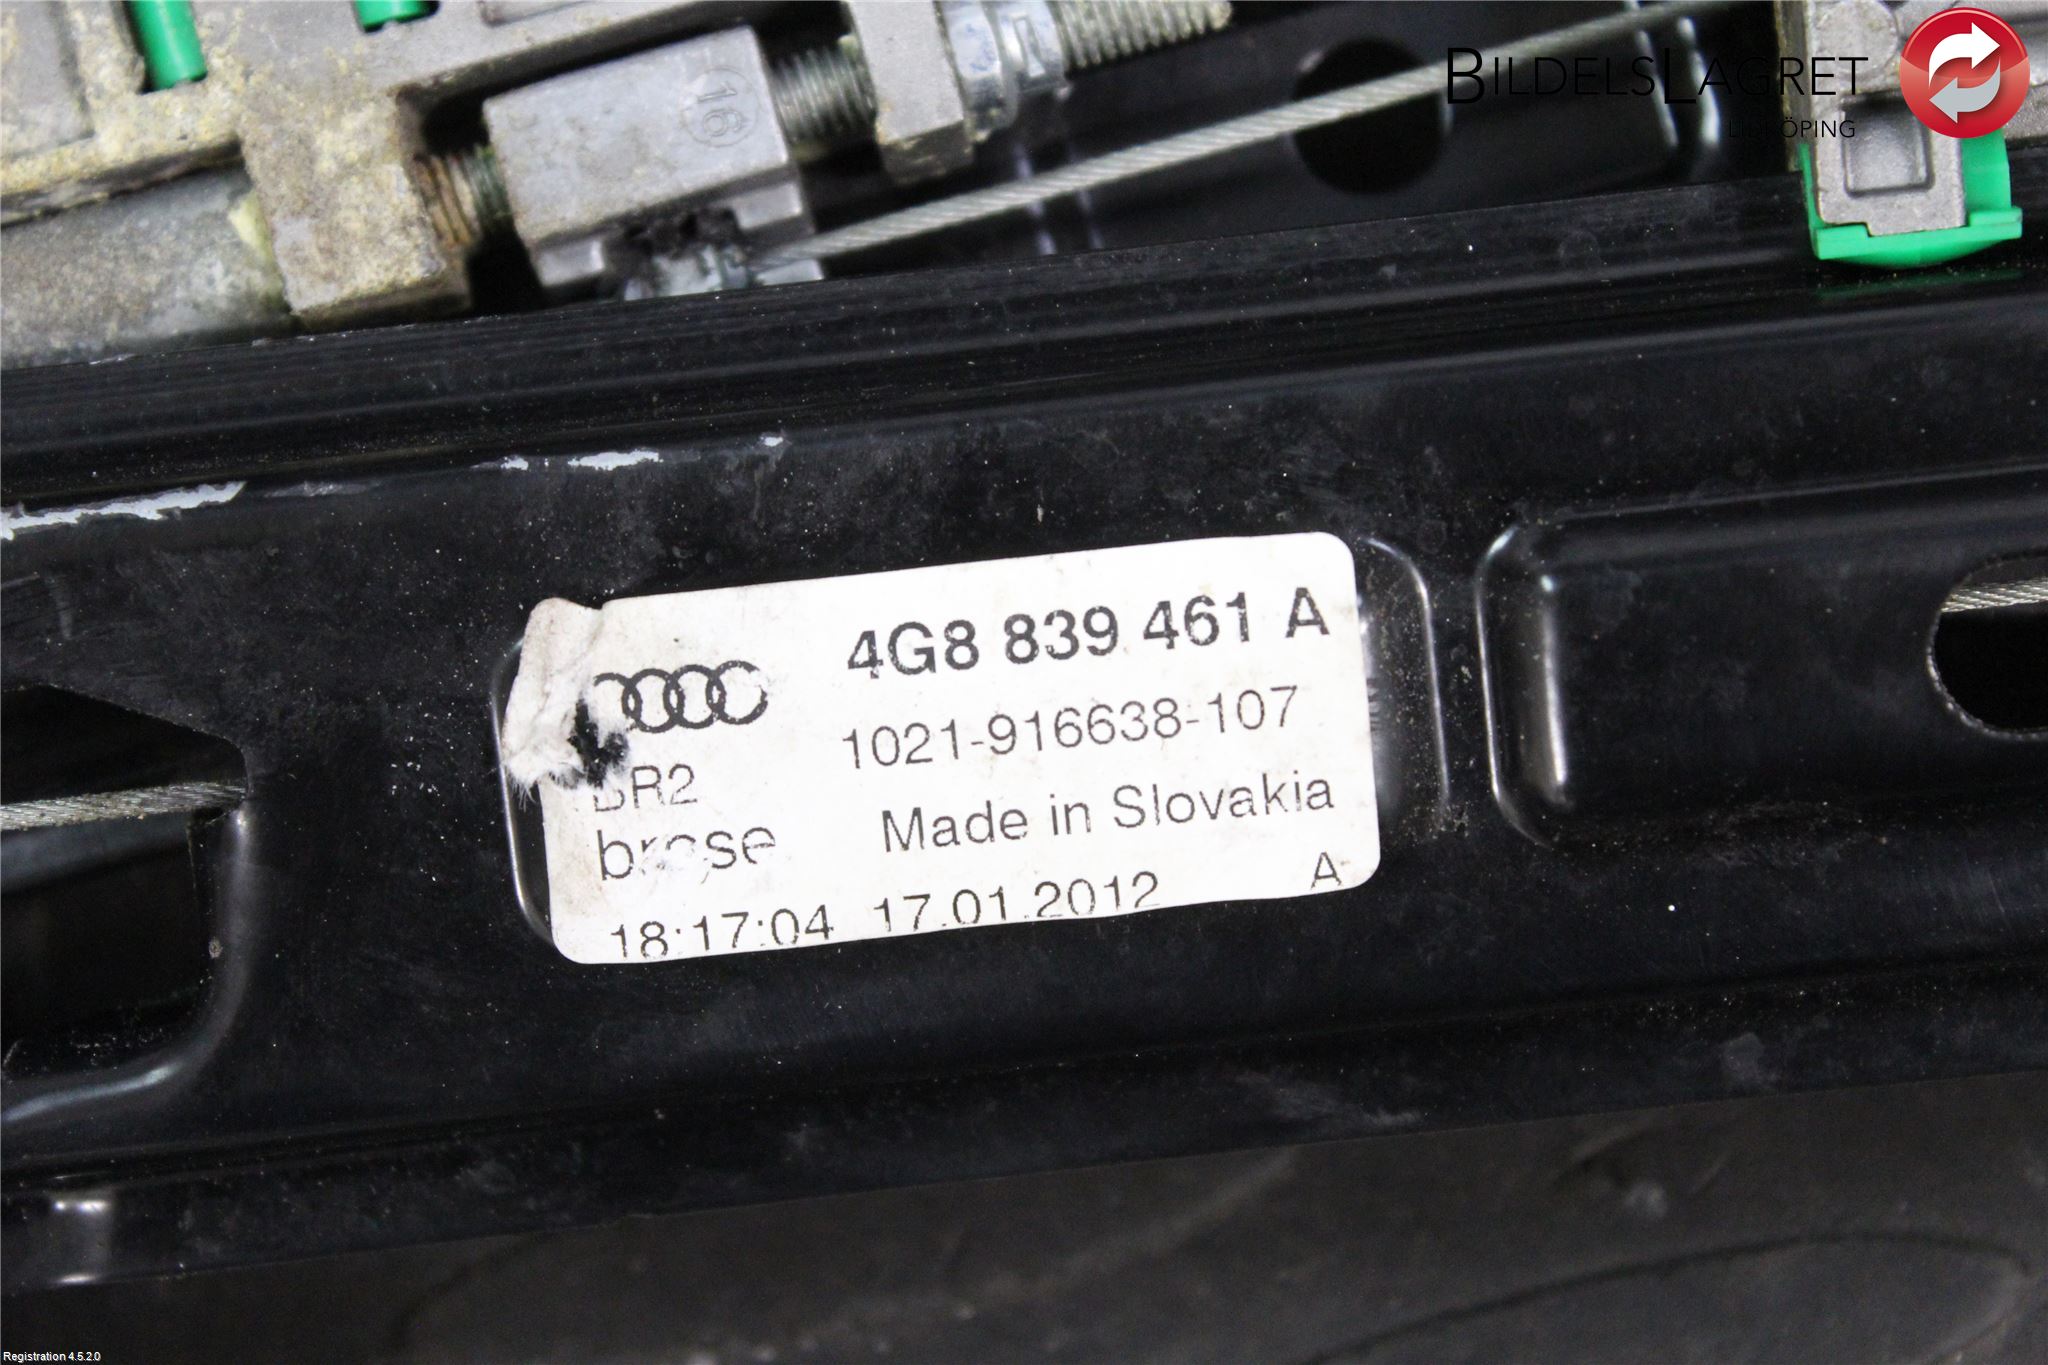 16
BILDELSLAGRET
LIDKÖPING
4G8 839 461 A
1021-916638-107
BR2
brose
Made in Slovakia
18:17:04 17.01.2012 A
Registration 4.5.2.0